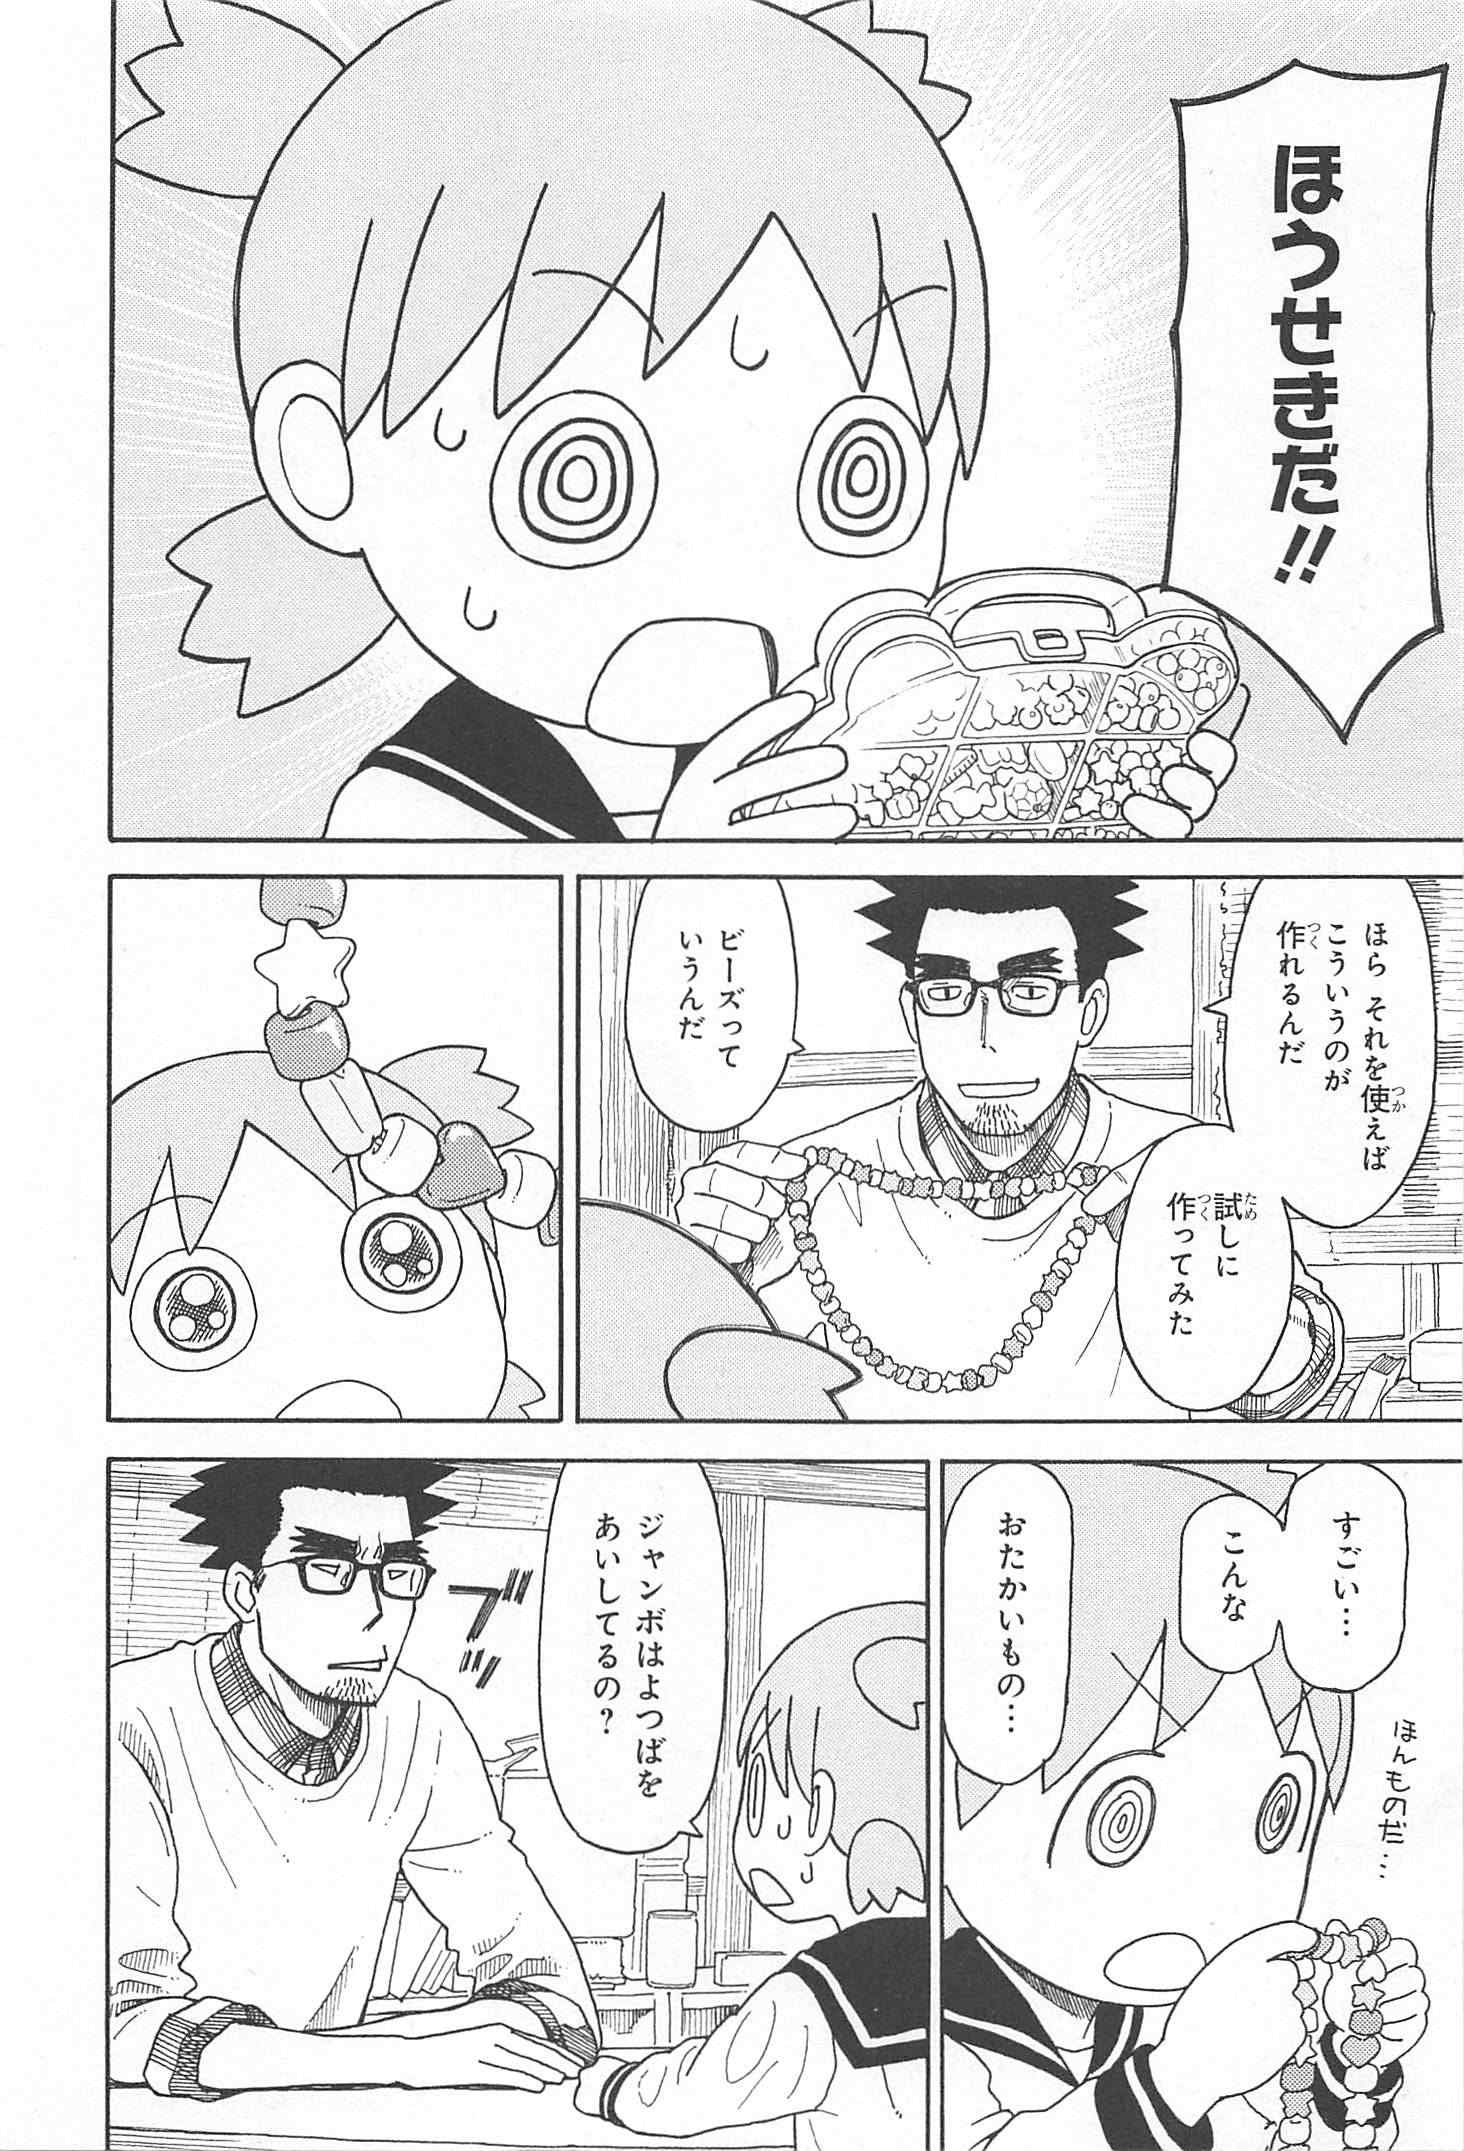 ほうせきだ!!
ほら それを使えば
こういうのが
作れるんだ
試しに
作ってみた
ビーズって
いうんだ
すごい…
こんな
おたかいもの…
ほんものだ…
ジャンボはよつばを
あいしてるの?
ブッ